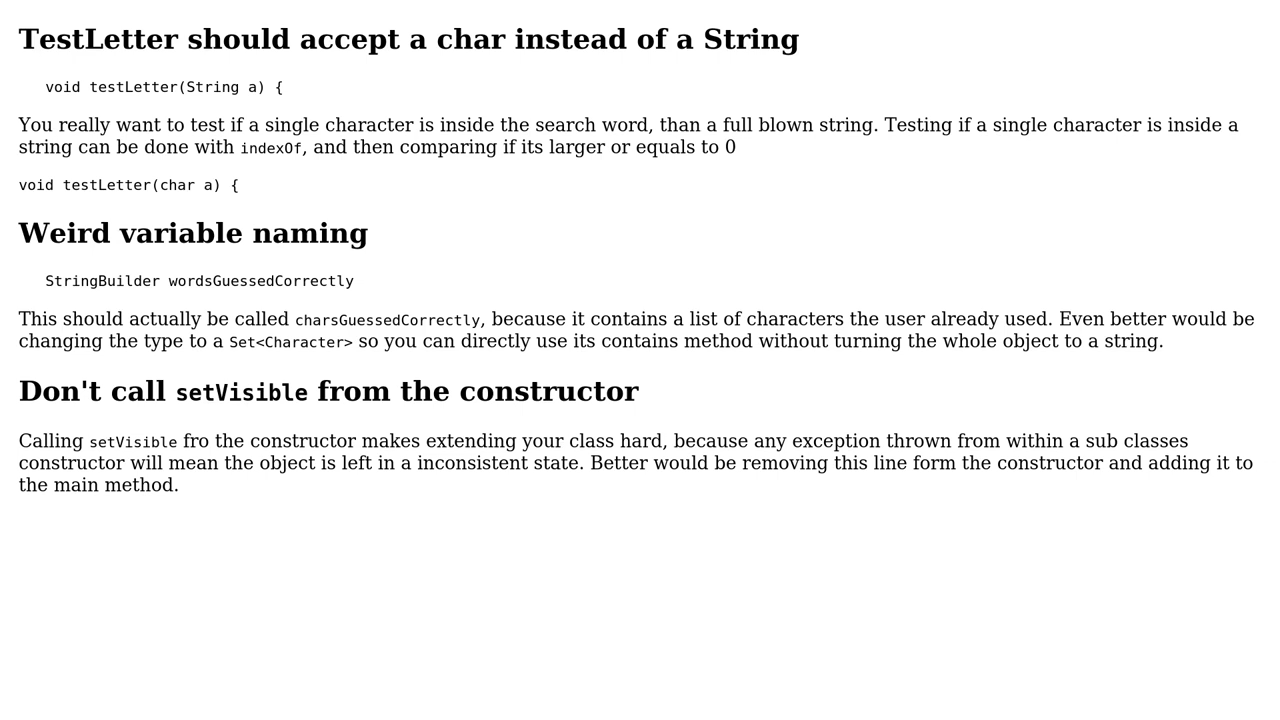 TestLetter should accept a char instead of a String
void testLetter(String a) {
You really want to test if a single character is inside the search word, than a full blown string. Testing if a single character is inside a
string can be done with indexOf, and then comparing if its larger or equals to 0
void testLetter(char a) {
Weird variable naming
StringBuilder wordsGuessedCorrectly
This should actually be called charsGuessedCorrectly, because it contains a list of characters the user already used. Even better would be
changing the type to a Set<Character> so you can directly use its contains method without turning the whole object to a string.
Don't call setVisible from the constructor
Calling setVisible fro the constructor makes extending your class hard, because any exception thrown from within a sub classes
constructor will mean the object is left in a inconsistent state. Better would be removing this line form the constructor and adding it to
the main method.